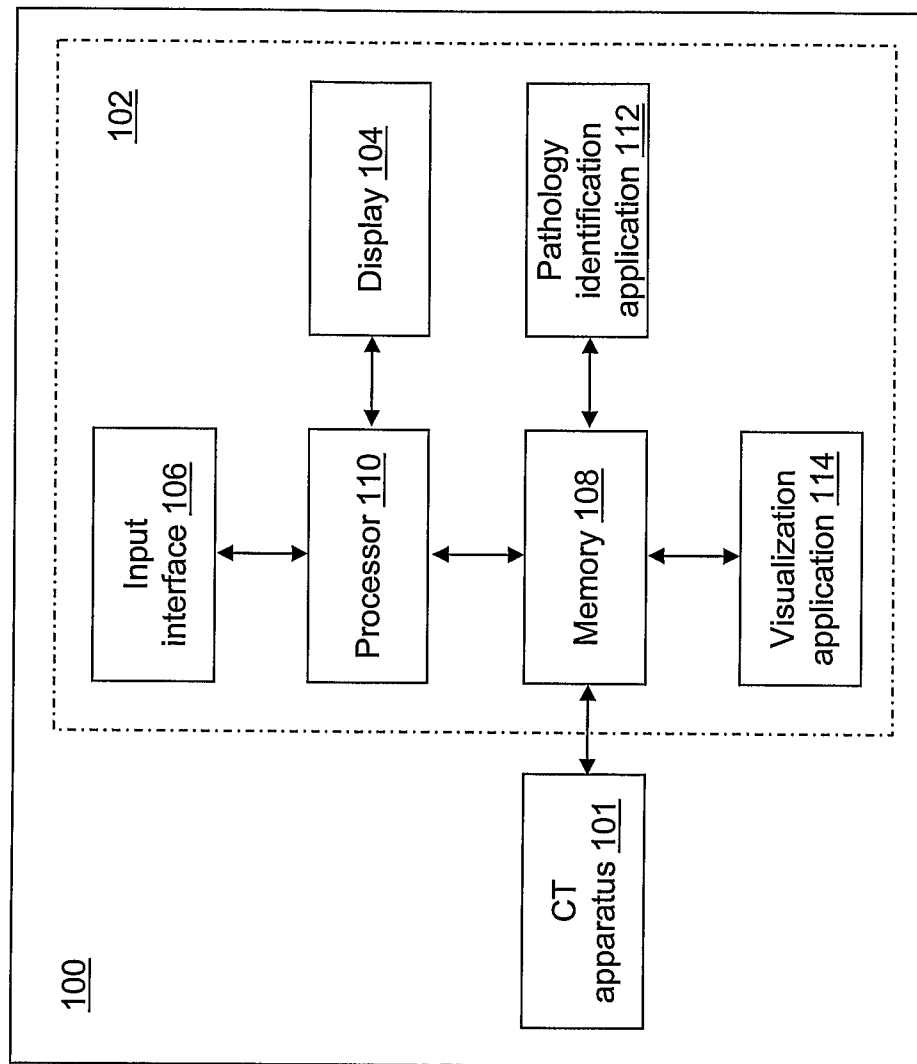 100
102
Input
interface 106
Processor 110
Display 104
CT
apparatus 101
Memory 108
Pathology
identification
application 112
Visualization
application 114